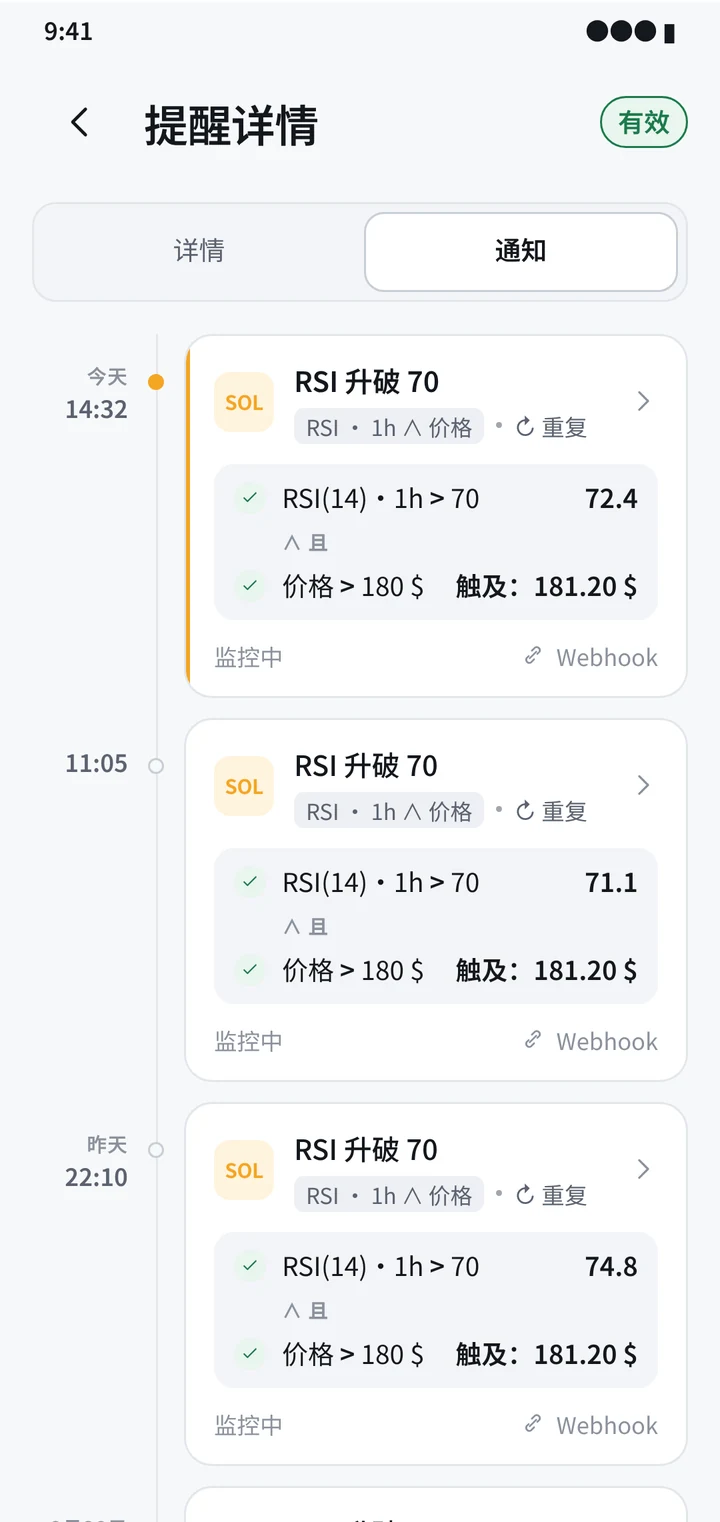 9:41
提醒详情
有效
详情
通知
今天
14:32
SOL
RSI 升破 70
RSI · 1h ∧ 价格 • 重复
RSI(14) • 1h > 70 72.4
∧ 且
价格 > 180 $ 触及：181.20 $
监控中 Webhook
11:05
SOL
RSI 升破 70
RSI · 1h ∧ 价格 • 重复
RSI(14) • 1h > 70 71.1
∧ 且
价格 > 180 $ 触及：181.20 $
监控中 Webhook
昨天
22:10
SOL
RSI 升破 70
RSI · 1h ∧ 价格 • 重复
RSI(14) • 1h > 70 74.8
∧ 且
价格 > 180 $ 触及：181.20 $
监控中 Webhook